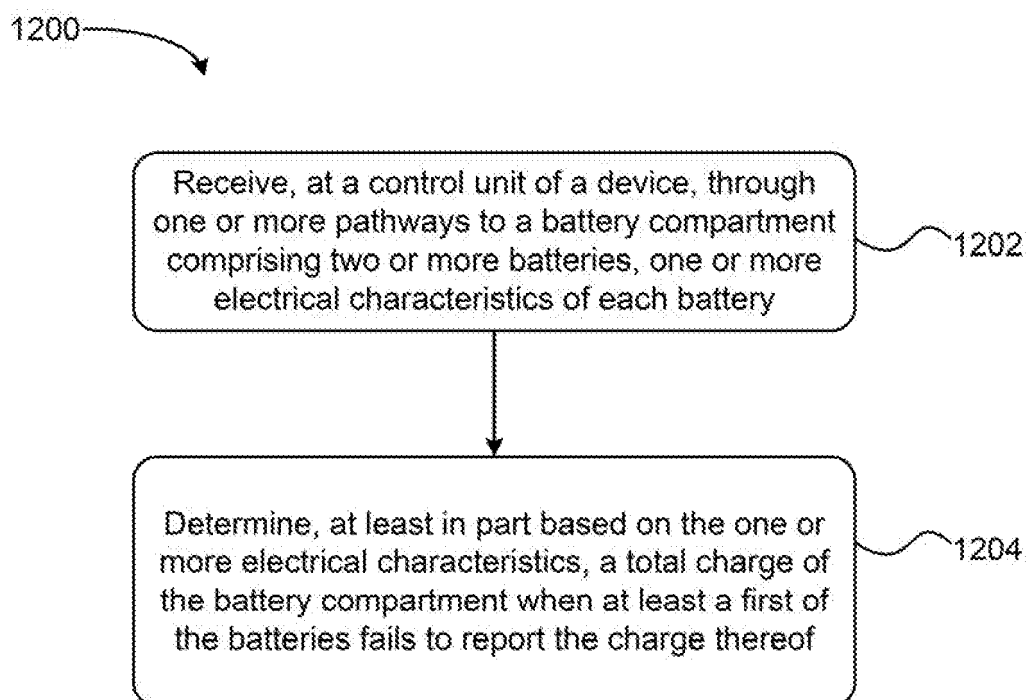 1200
Receive, at a control unit of a device, through
one or more pathways to a battery compartment
comprising two or more batteries, one or more
electrical characteristics of each battery
1202
Determine, at least in part based on the one or
more electrical characteristics, a total charge of
the battery compartment when at least a first of
the batteries fails to report the charge thereof
1204